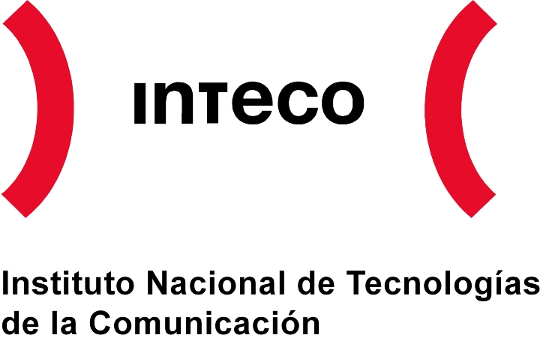 INTECO
Instituto Nacional de Tecnologías
de la Comunicación